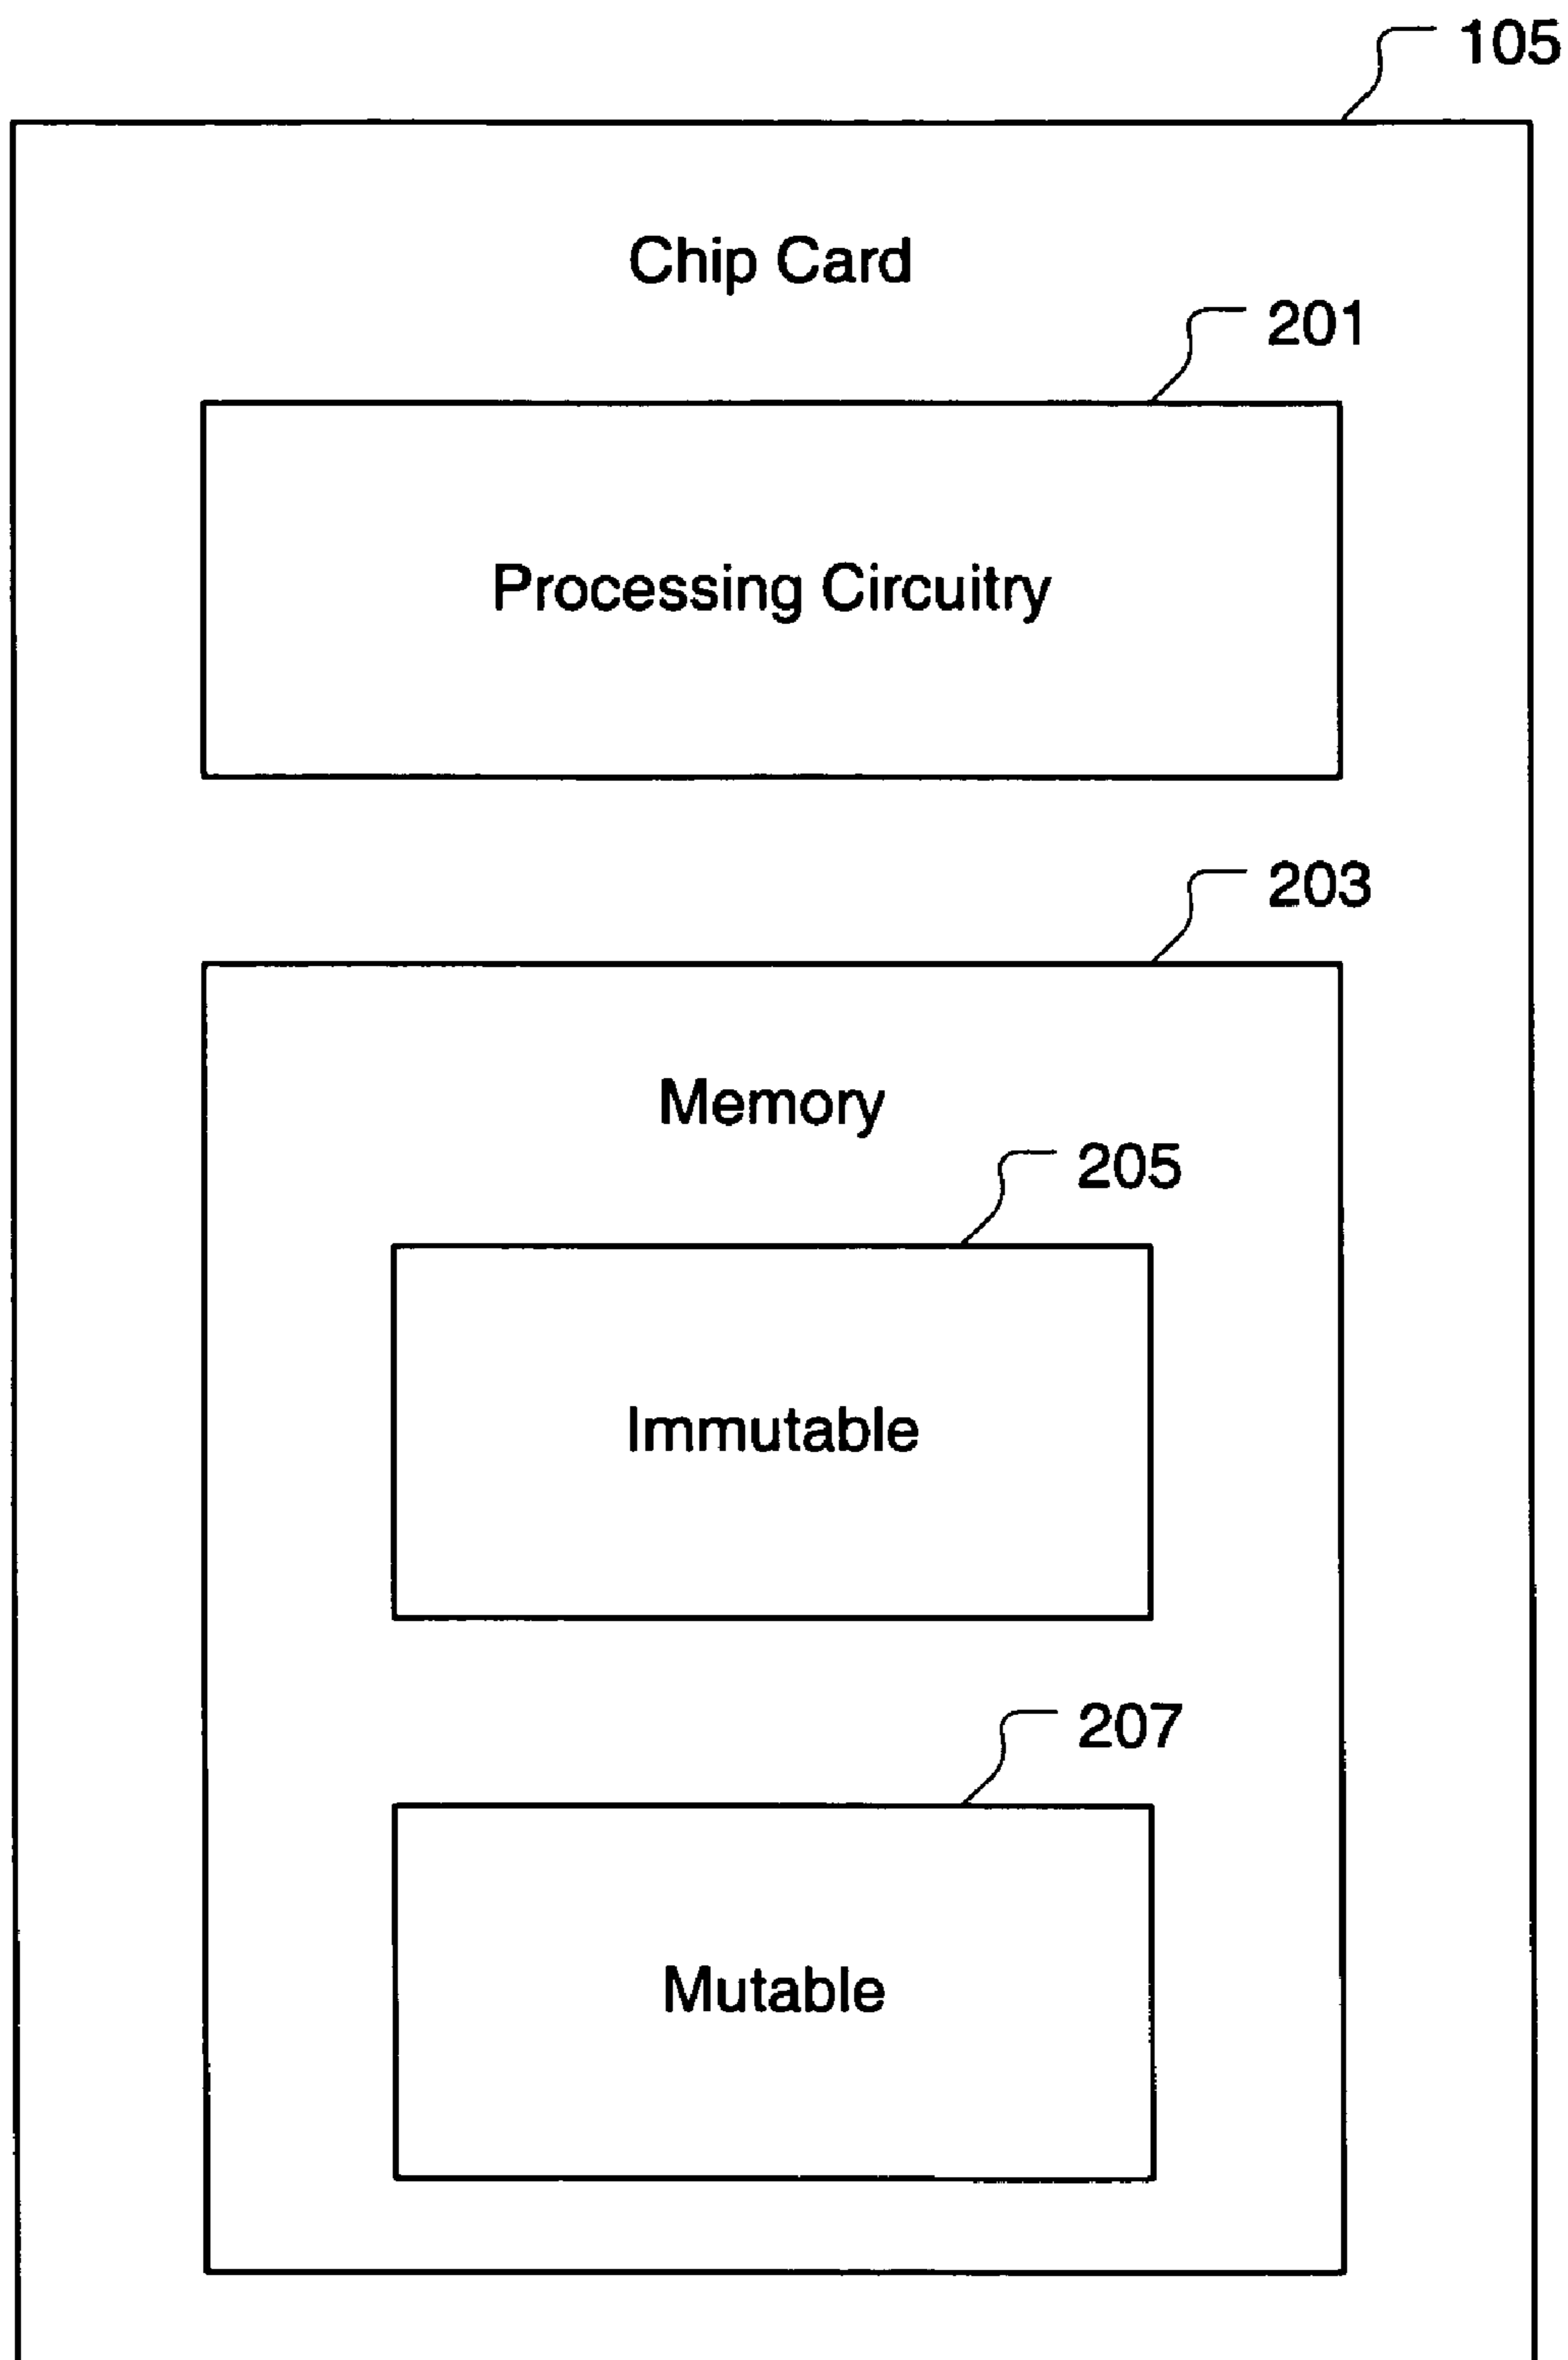 105
Chip Card
201
Processing Circuitry
203
Memory
205
Immutable
207
Mutable